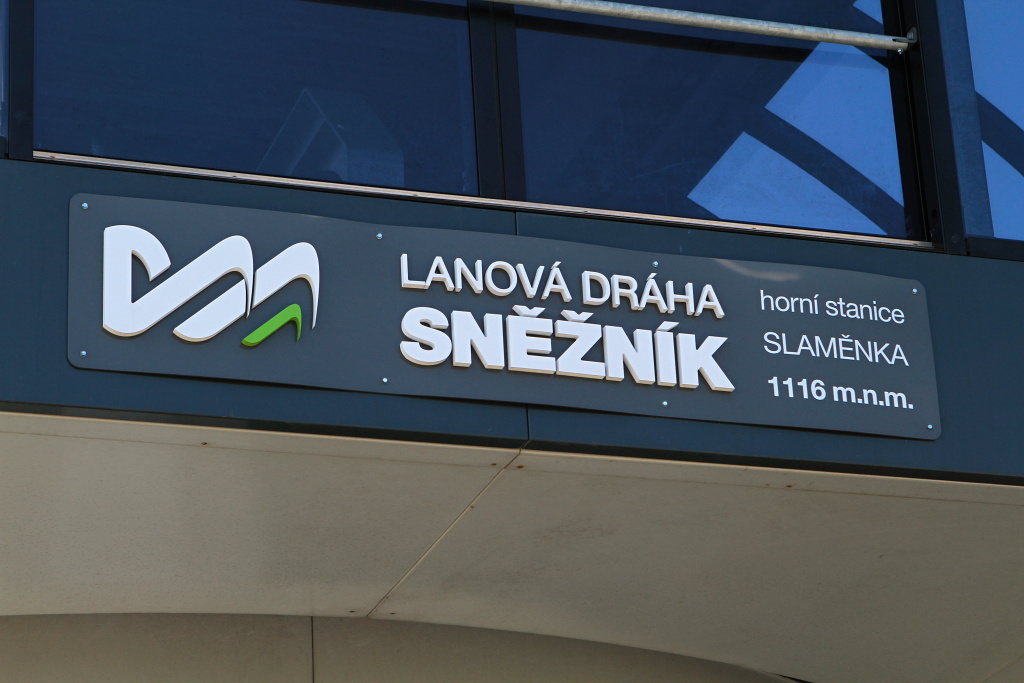 LANOVÁ DRÁHA
SNĚŽNÍK
horní stanice
SLAMĚNKA
1116 m.n.m.